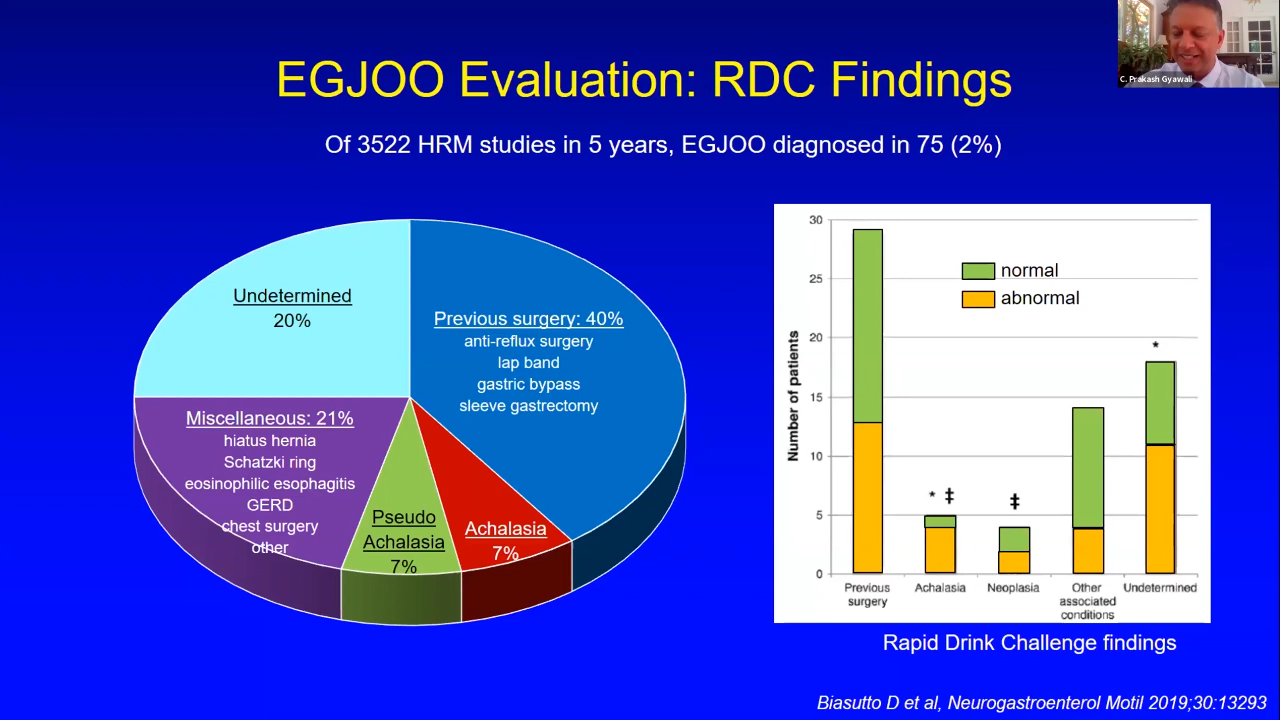 C. Prakash Gyawali
EGJOO Evaluation: RDC Findings
Of 3522 HRM studies in 5 years, EGJOO diagnosed in 75 (2%)
Undetermined
20%
Previous surgery: 40%
anti-reflux surgery
lap band
gastric bypass
sleeve gastrectomy
Miscellaneous: 21%
hiatus hernia
Schatzki ring
eosinophilic esophagitis
GERD
chest surgery
other
Pseudo
Achalasia
7%
Achalasia
7%
Number of patients
30
25
20
15
10
5
0
normal
abnormal
* ‡
‡
*
Previous
surgery
Achalasia
Neoplasia
Other
associated
conditions
Undetermined
Rapid Drink Challenge findings
Biasutto D et al, Neurogastroenterol Motil 2019;30:13293